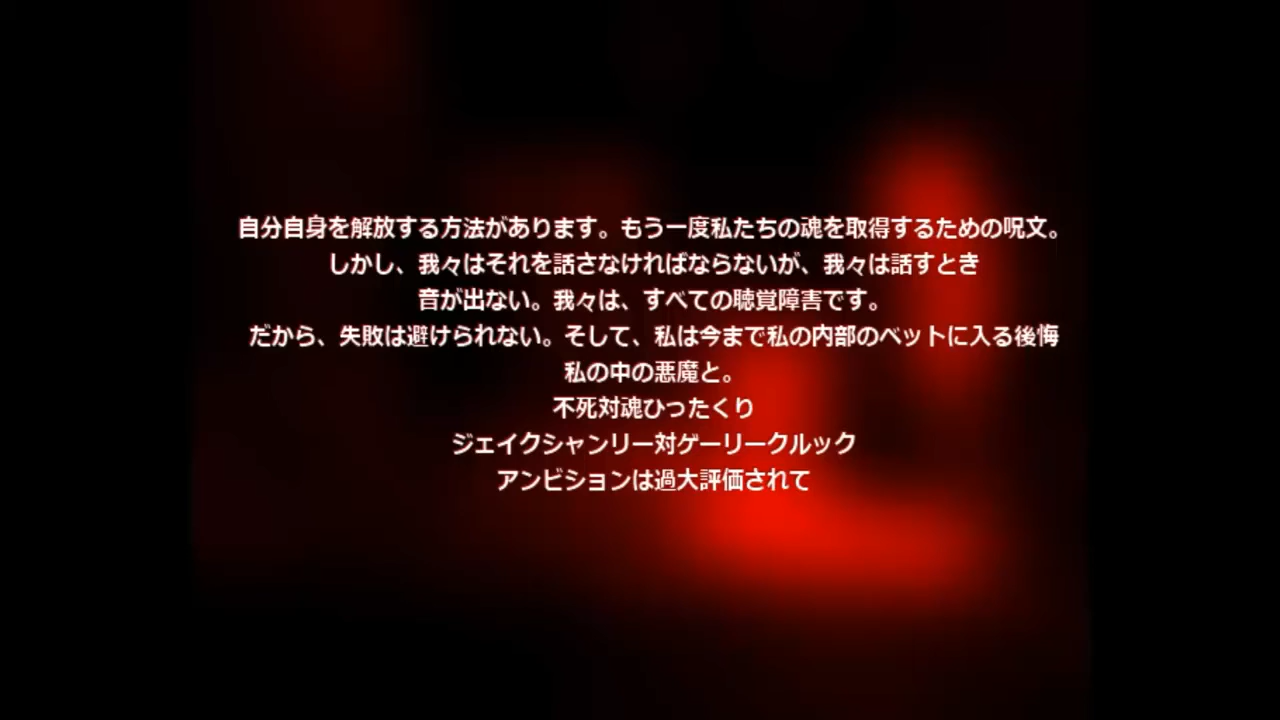 自分自身を解放する方法があります。もう一度私たちの魂を取得するための呪文。
しかし、我々はそれを話さなければならないが、我々は話すとき
音が出ない。我々は、すべての聴覚障害です。
だから、失敗は避けられない。そして、私は今まで私の内部のベットに入る後悔
私の中の悪魔と。
不死対魂ひったくり
ジェイクシャンリー対ゲーリークルック
アンビションは過大評価されて